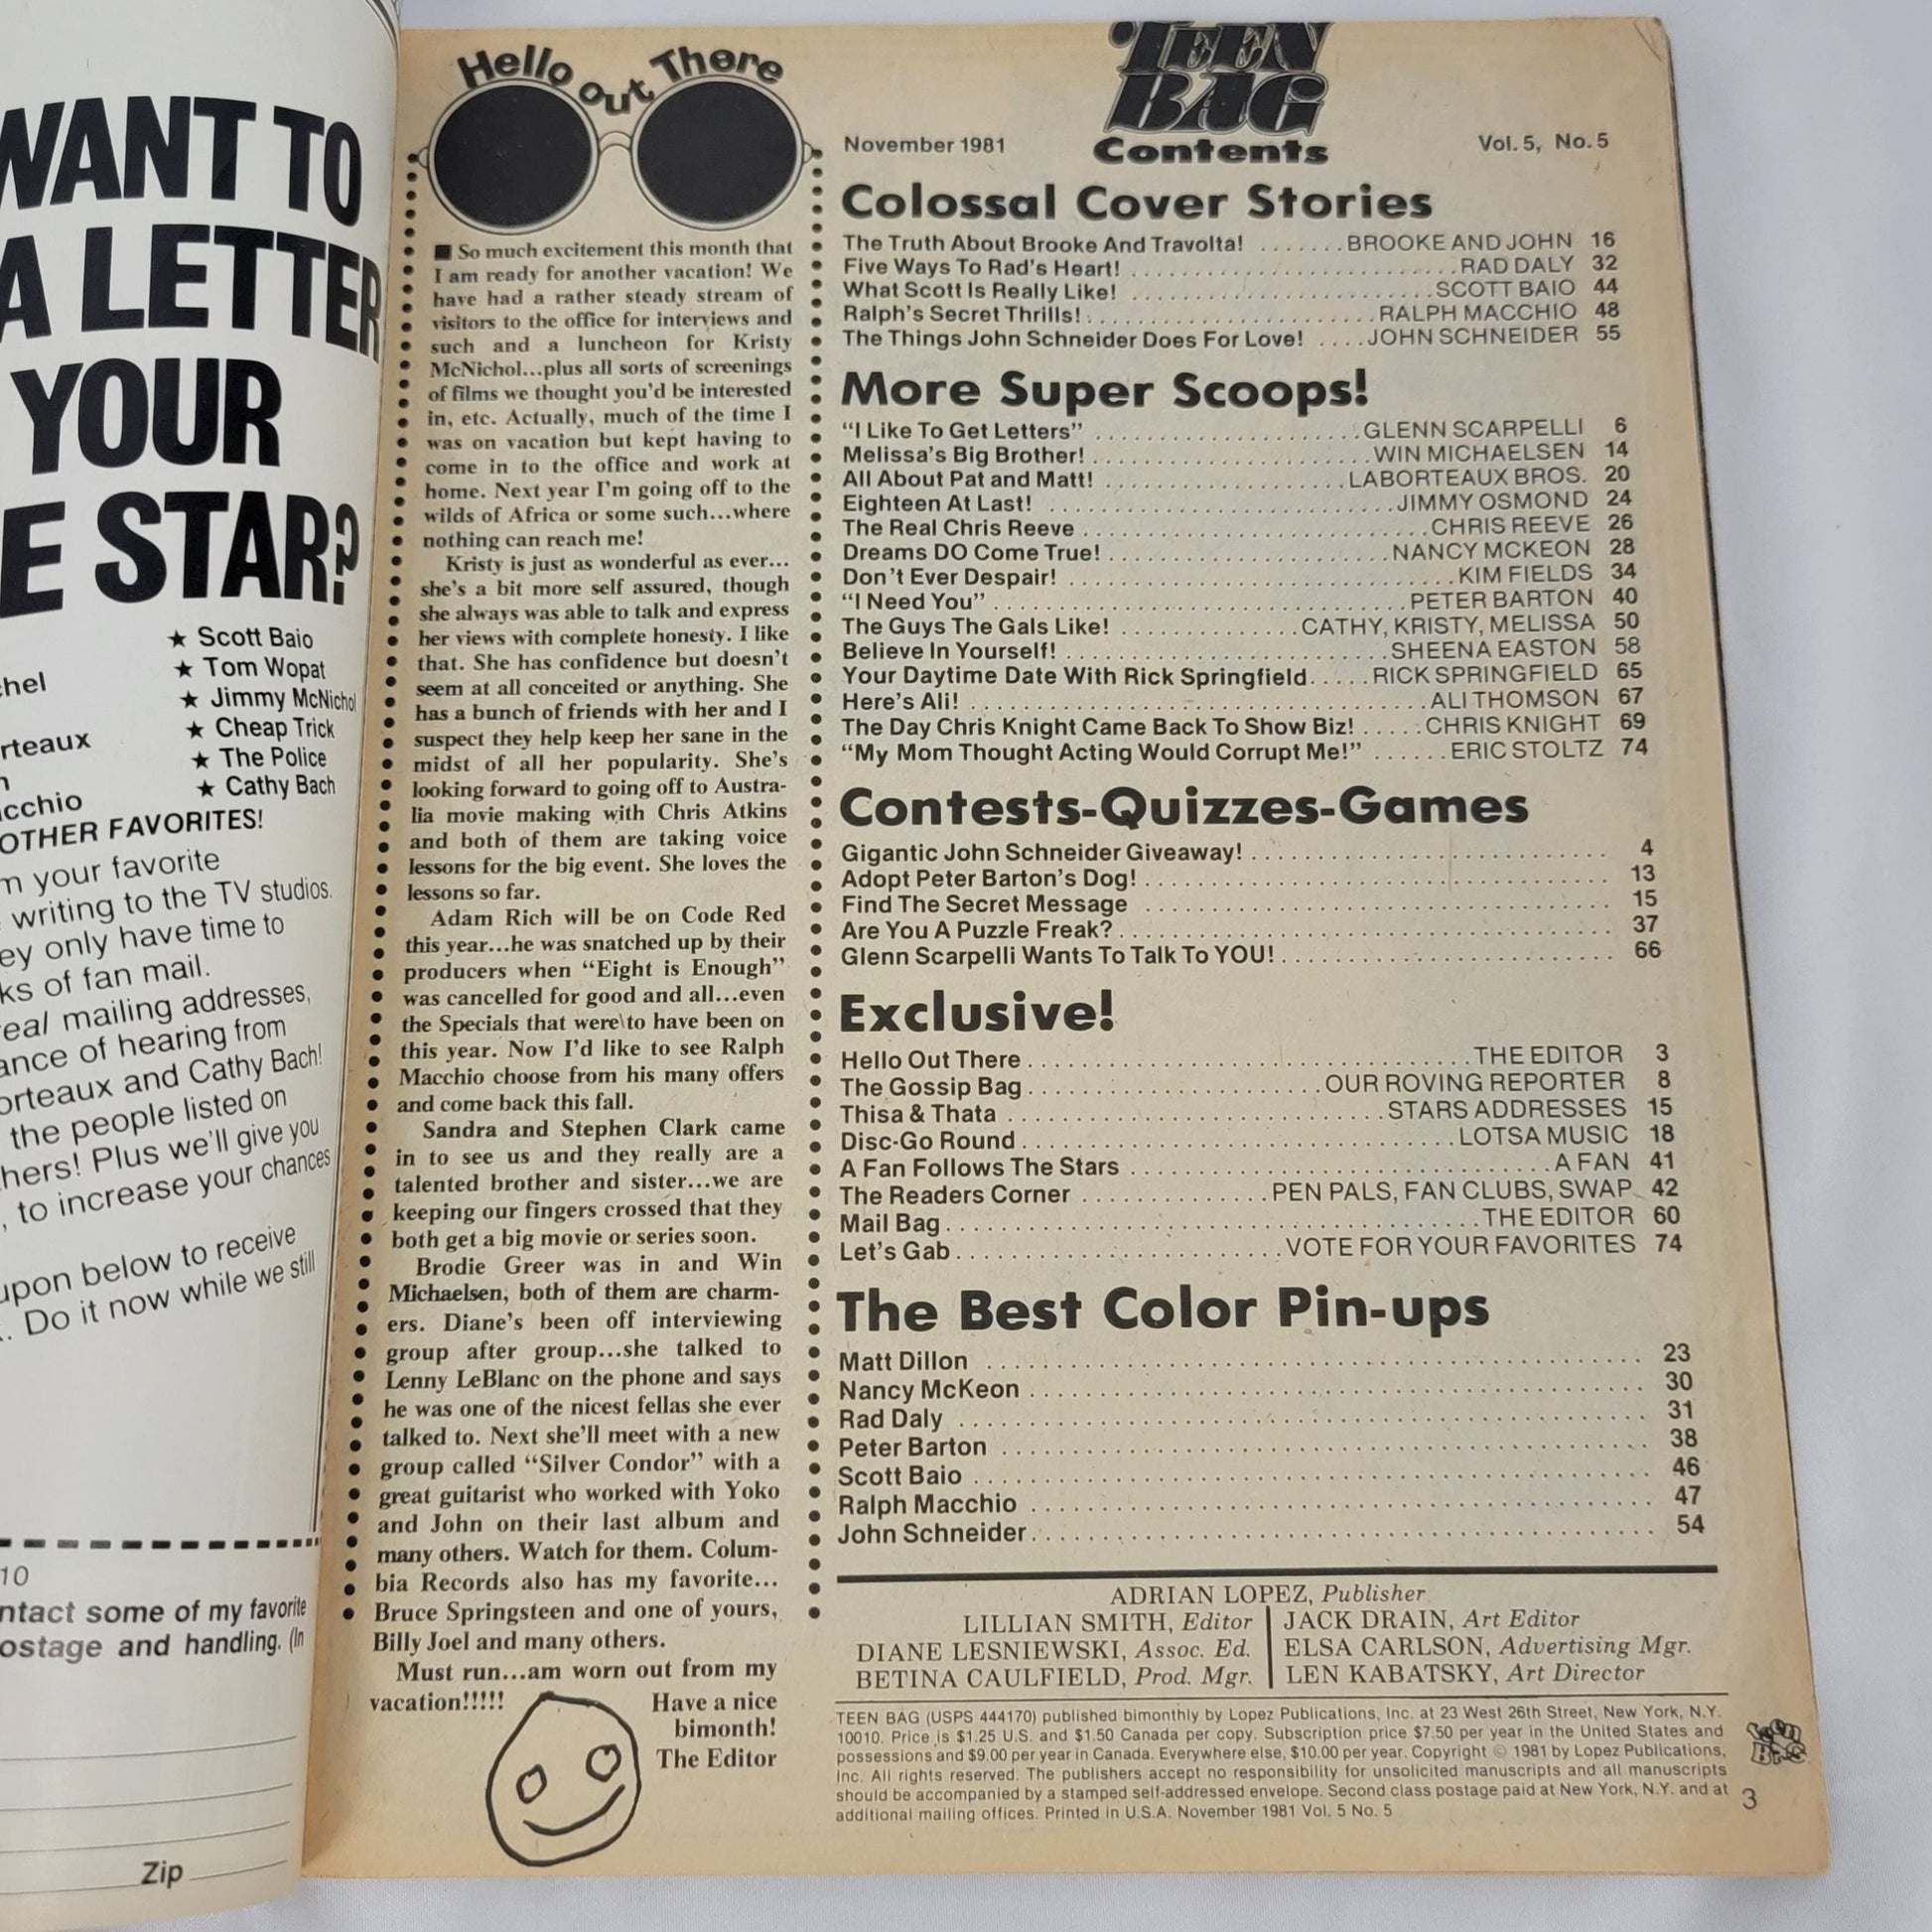 WANT TO
A LETTER
YOUR
E STAR?
★ Scott Baio
★ Tom Wopat
★ Jimmy McNichol
★ Cheap Trick
★ The Police
★ Cathy Bach
chel
rteaux
n
cchio
OTHER FAVORITES!
m your favorite
writing to the TV studios.
ey only have time to
ks of fan mail.
real mailing addresses,
ance of hearing from
orteaux and Cathy Bach!
the people listed on
hers! Plus we'll give you
, to increase your chances
upon below to receive
. Do it now while we still
10
ntact some of my favorite
ostage and handling. (In
Zip
Hello out There
■ So much excitement this month that
I am ready for another vacation! We
have had a rather steady stream of
visitors to the office for interviews and
such and a luncheon for Kristy
McNichol...plus all sorts of screenings
of films we thought you'd be interested
in, etc. Actually, much of the time I
was on vacation but kept having to
come in to the office and work at
home. Next year I'm going off to the
wilds of Africa or some such...where
nothing can reach me!
Kristy is just as wonderful as ever...
she's a bit more self assured, though
she always was able to talk and express
her views with complete honesty. I like
that. She has confidence but doesn't
seem at all conceited or anything. She
has a bunch of friends with her and I
suspect they help keep her sane in the
midst of all her popularity. She's
looking forward to going off to Austra-
lia movie making with Chris Atkins
and both of them are taking voice
lessons for the big event. She loves the
lessons so far.
Adam Rich will be on Code Red
this year...he was snatched up by their
producers when "Eight is Enough"
was cancelled for good and all...even
the Specials that were to have been on
this year. Now I'd like to see Ralph
Macchio choose from his many offers
and come back this fall.
Sandra and Stephen Clark came
in to see us and they really are a
talented brother and sister...we are
keeping our fingers crossed that they
both get a big movie or series soon.
Brodie Greer was in and Win
Michaelsen, both of them are charm-
ers. Diane's been off interviewing
group after group...she talked to
Lenny LeBlanc on the phone and says
he was one of the nicest fellas she ever
talked to. Next she'll meet with a new
group called "Silver Condor" with a
great guitarist who worked with Yoko
and John on their last album and
many others. Watch for them. Colum-
bia Records also has my favorite...
Bruce Springsteen and one of yours,
Billy Joel and many others.
Must run...am worn out from my
vacation!!!!!
Have a nice
bimonth!
The Editor
TEEN
BAG
November 1981 Contents Vol. 5, No. 5
Colossal Cover Stories
The Truth About Brooke And Travolta! ....... BROOKE AND JOHN 16
Five Ways To Rad's Heart! ........................... RAD DALY 32
What Scott Is Really Like! ......................... SCOTT BAIO 44
Ralph's Secret Thrills! ........................ RALPH MACCHIO 48
The Things John Schneider Does For Love! .... JOHN SCHNEIDER 55
More Super Scoops!
"I Like To Get Letters" ..................... GLENN SCARPELLI 6
Melissa's Big Brother! ...................... WIN MICHAELSEN 14
All About Pat and Matt! ................... LABORTEAUX BROS. 20
Eighteen At Last! ........................... JIMMY OSMOND 24
The Real Chris Reeve ........................... CHRIS REEVE 26
Dreams DO Come True! ...................... NANCY MCKEON 28
Don't Ever Despair! ............................. KIM FIELDS 34
"I Need You" ................................. PETER BARTON 40
The Guys The Gals Like! .............. CATHY, KRISTY, MELISSA 50
Believe In Yourself! ......................... SHEENA EASTON 58
Your Daytime Date With Rick Springfield ..... RICK SPRINGFIELD 65
Here's Ali! .................................... ALI THOMSON 67
The Day Chris Knight Came Back To Show Biz! ..... CHRIS KNIGHT 69
"My Mom Thought Acting Would Corrupt Me!" ...... ERIC STOLTZ 74
Contests-Quizzes-Games
Gigantic John Schneider Giveaway! ............................ 4
Adopt Peter Barton's Dog! .................................... 13
Find The Secret Message ..................................... 15
Are You A Puzzle Freak? ...................................... 37
Glenn Scarpelli Wants To Talk To YOU! ......................... 66
Exclusive!
Hello Out There ................................. THE EDITOR 3
The Gossip Bag ...................... OUR ROVING REPORTER 8
Thisa & Thata ............................ STARS ADDRESSES 15
Disc-Go Round ................................ LOTSA MUSIC 18
A Fan Follows The Stars ............................... A FAN 41
The Readers Corner .............. PEN PALS, FAN CLUBS, SWAP 42
Mail Bag ....................................... THE EDITOR 60
Let's Gab ....................... VOTE FOR YOUR FAVORITES 74
The Best Color Pin-ups
Matt Dillon ................................................ 23
Nancy McKeon ............................................. 30
Rad Daly .................................................. 31
Peter Barton ............................................... 38
Scott Baio ................................................. 46
Ralph Macchio ............................................. 47
John Schneider ............................................. 54
ADRIAN LOPEZ, Publisher
LILLIAN SMITH, Editor JACK DRAIN, Art Editor
DIANE LESNIEWSKI, Assoc. Ed. ELSA CARLSON, Advertising Mgr.
BETINA CAULFIELD, Prod. Mgr. LEN KABATSKY, Art Director
TEEN BAG (USPS 444170) published bimonthly by Lopez Publications, Inc. at 23 West 26th Street, New York, N.Y.
10010. Price is $1.25 U.S. and $1.50 Canada per copy. Subscription price $7.50 per year in the United States and
possessions and $9.00 per year in Canada. Everywhere else, $10.00 per year. Copyright © 1981 by Lopez Publications,
Inc. All rights reserved. The publishers accept no responsibility for unsolicited manuscripts and all manuscripts
should be accompanied by a stamped self-addressed envelope. Second class postage paid at New York, N.Y. and at
additional mailing offices. Printed in U.S.A. November 1981 Vol. 5 No. 5
3